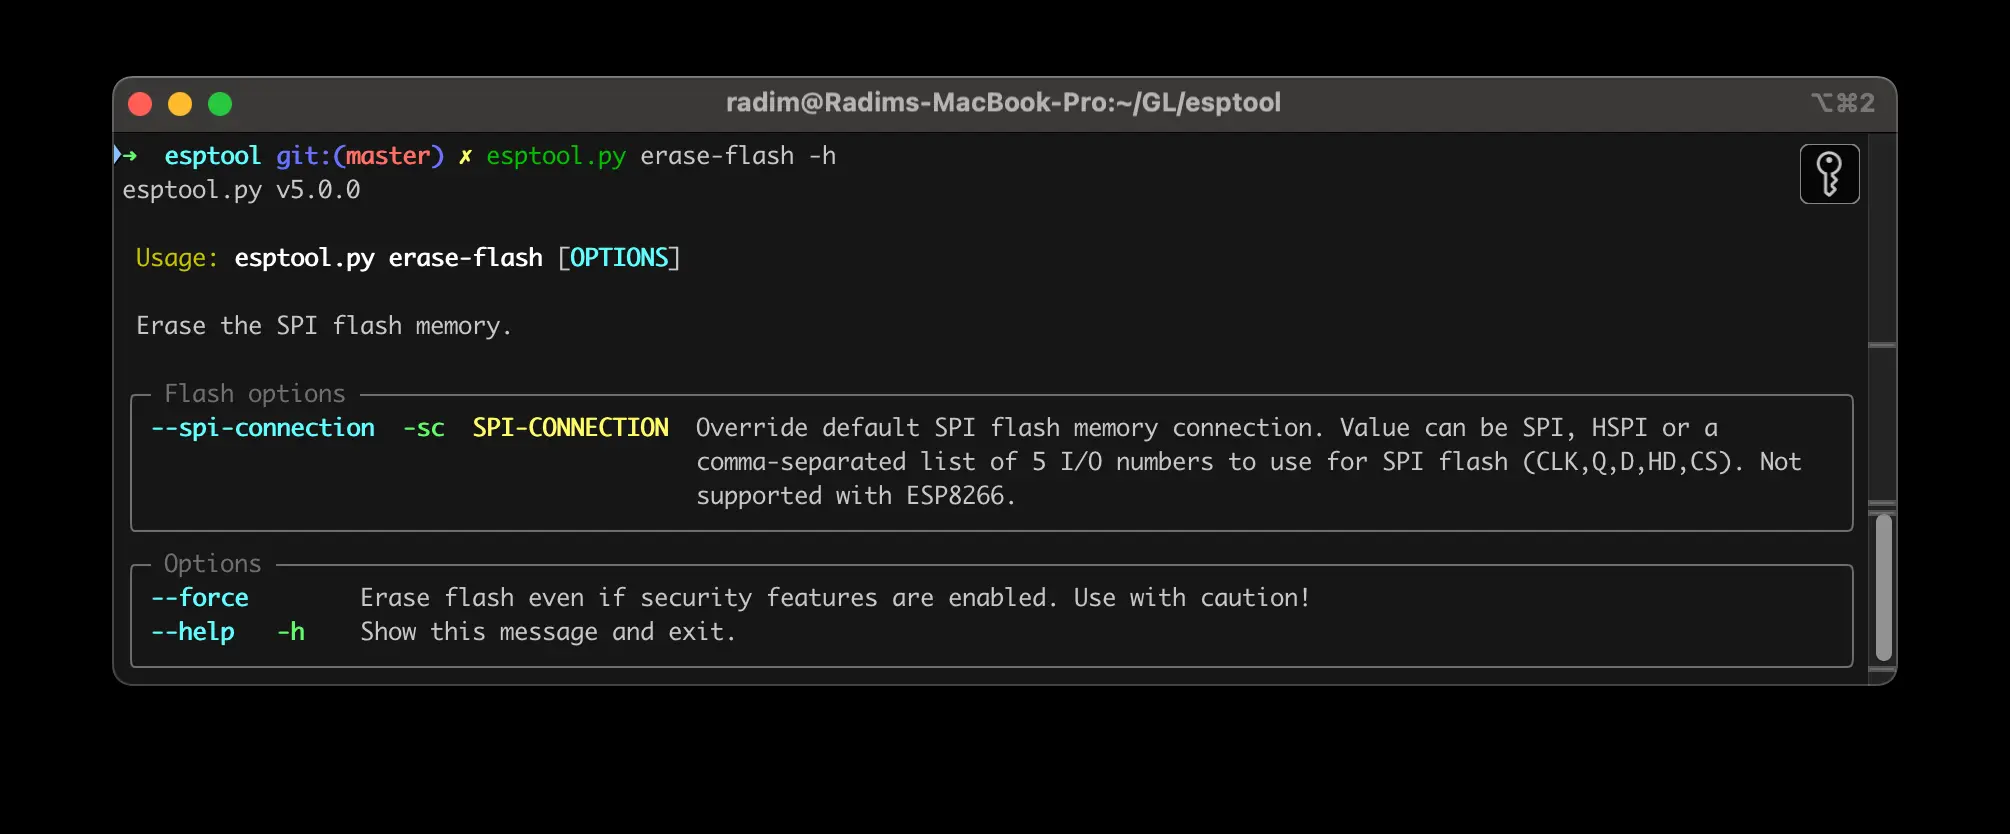 radim@Radims-MacBook-Pro:~/GL/esptool
⌥⌘2
➜ esptool git:(master) ✗ esptool.py erase-flash -h
esptool.py v5.0.0
Usage: esptool.py erase-flash [OPTIONS]
Erase the SPI flash memory.
Flash options
--spi-connection -sc SPI-CONNECTION Override default SPI flash memory connection. Value can be SPI, HSPI or a
comma-separated list of 5 I/O numbers to use for SPI flash (CLK,Q,D,HD,CS). Not
supported with ESP8266.
Options
--force Erase flash even if security features are enabled. Use with caution!
--help -h Show this message and exit.